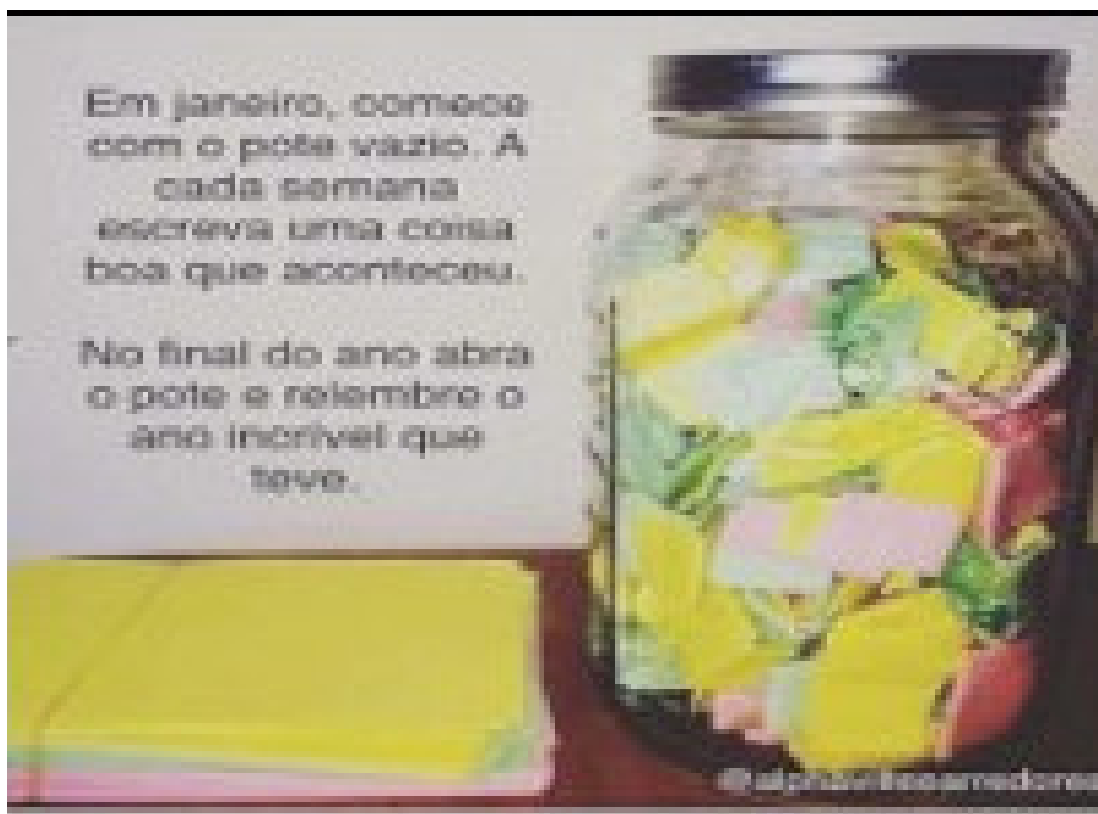 Em janeiro, comece
com o pote vazio. A
cada semana
escreva uma coisa
boa que aconteceu.
No final do ano abra
o pote e relembre o
ano incrível que
teve.